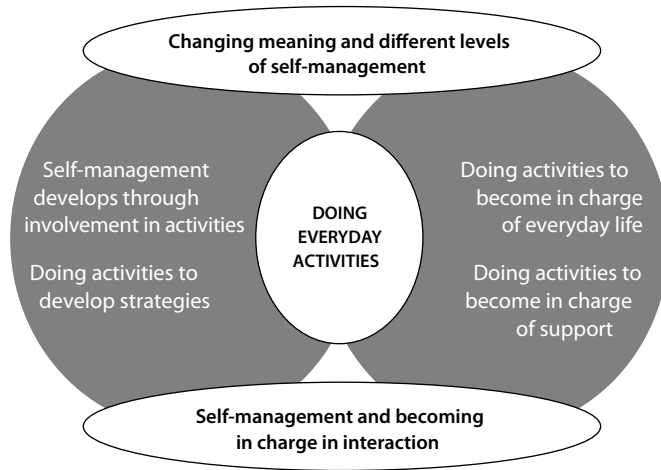 Changing meaning and different levels
of self-management
Self-management
develops through
involvement in activities
Doing activities to
develop strategies
DOING
EVERYDAY
ACTIVITIES
Doing activities to
become in charge
of everyday life
Doing activities to
become in charge
of support
Self-management and becoming
in charge in interaction